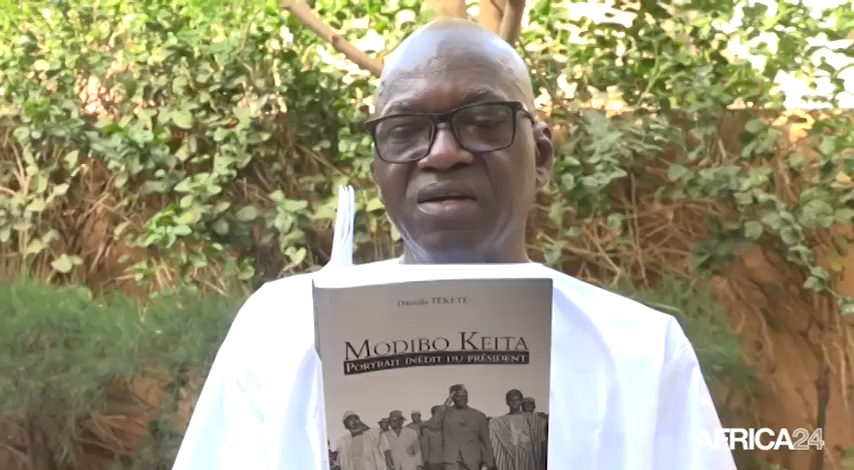 Daouda TEKETE
MODIBO KEITA
PORTRAIT INÉDIT DU PRÉSIDENT
AFRICA24